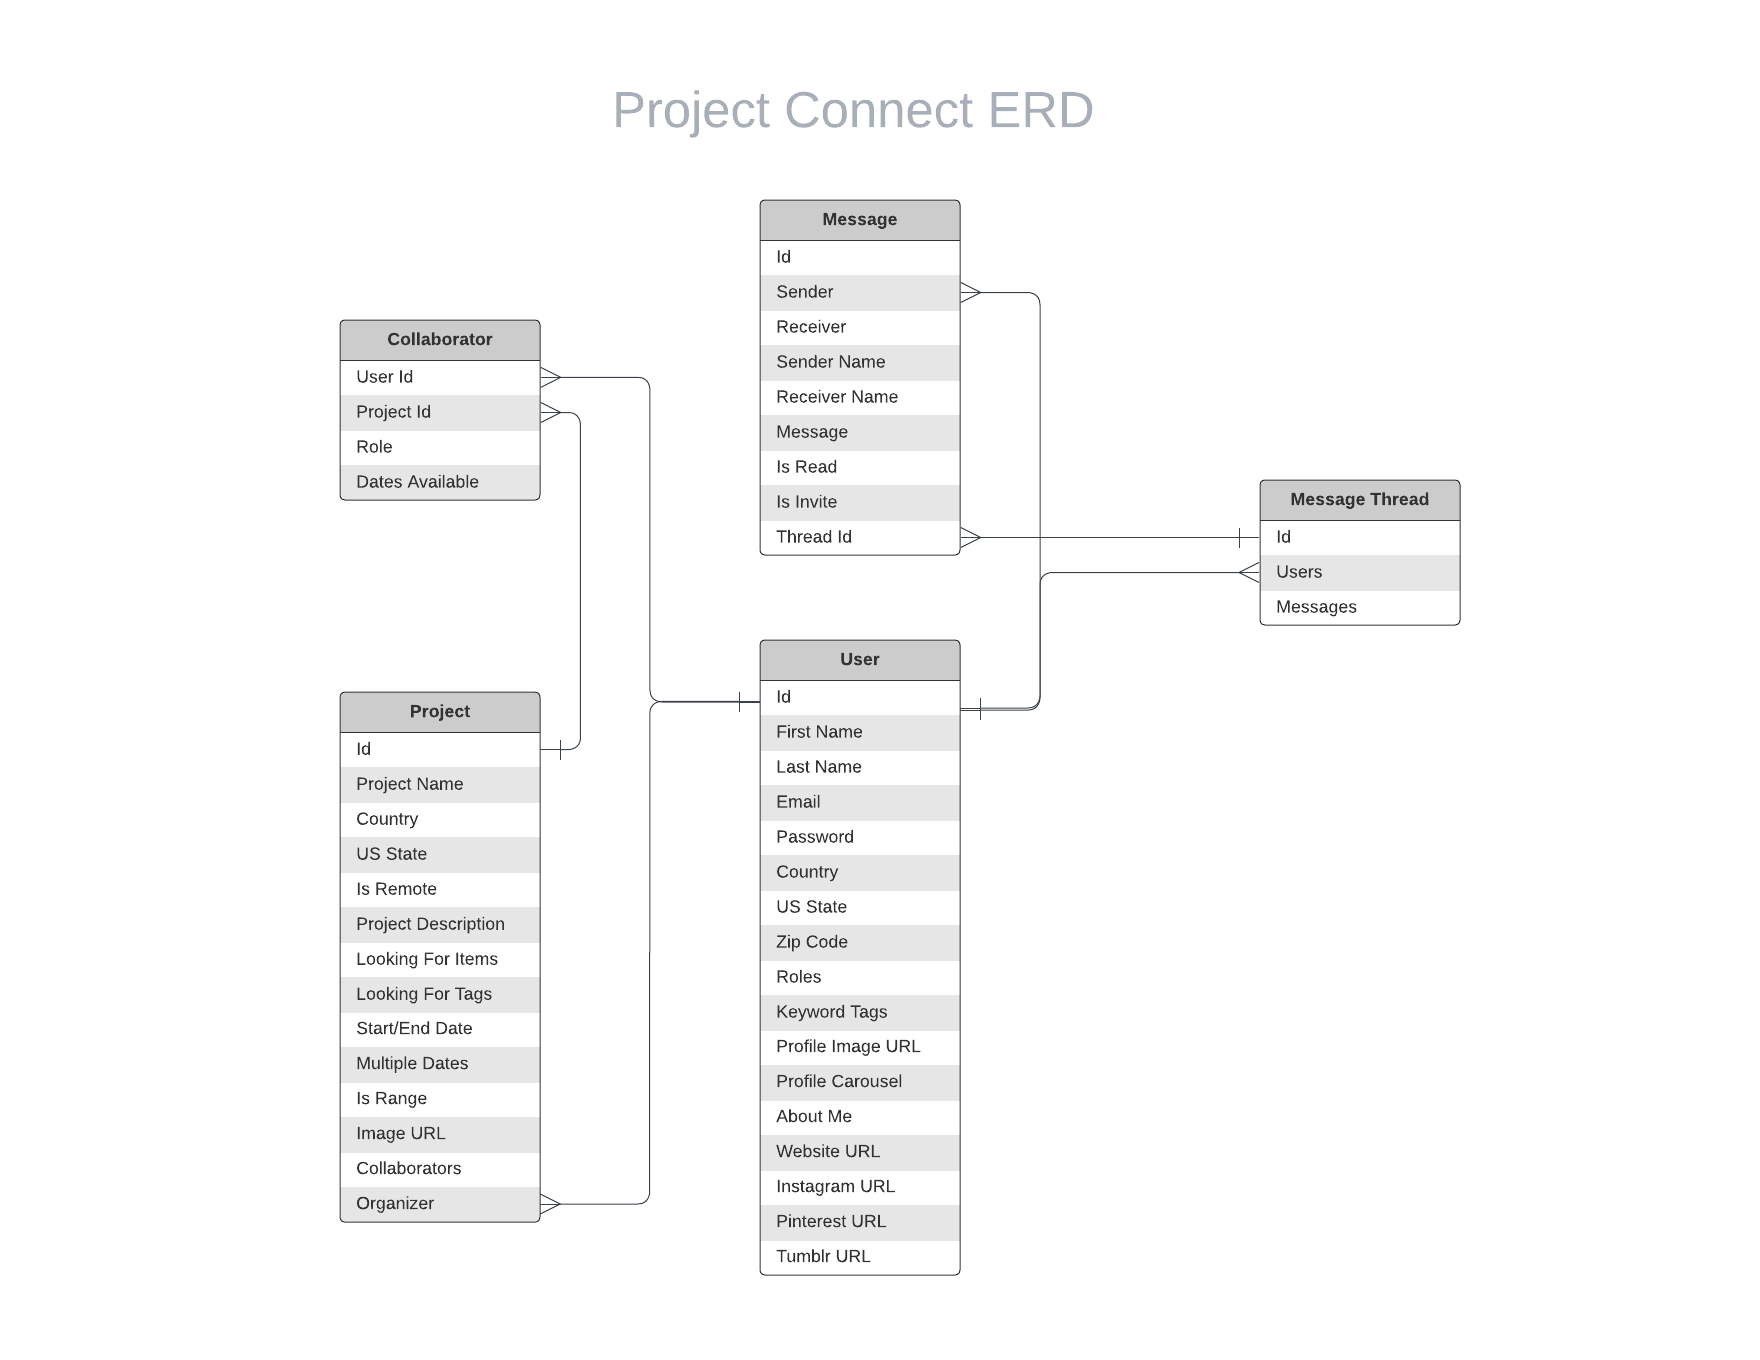 Project Connect ERD
Message
Id
Sender
Receiver
Sender Name
Receiver Name
Message
Is Read
Is Invite
Thread Id
Collaborator
User Id
Project Id
Role
Dates Available
Message Thread
Id
Users
Messages
User
Id
First Name
Last Name
Email
Password
Country
US State
Zip Code
Roles
Keyword Tags
Profile Image URL
Profile Carousel
About Me
Website URL
Instagram URL
Pinterest URL
Tumblr URL
Project
Id
Project Name
Country
US State
Is Remote
Project Description
Looking For Items
Looking For Tags
Start/End Date
Multiple Dates
Is Range
Image URL
Collaborators
Organizer